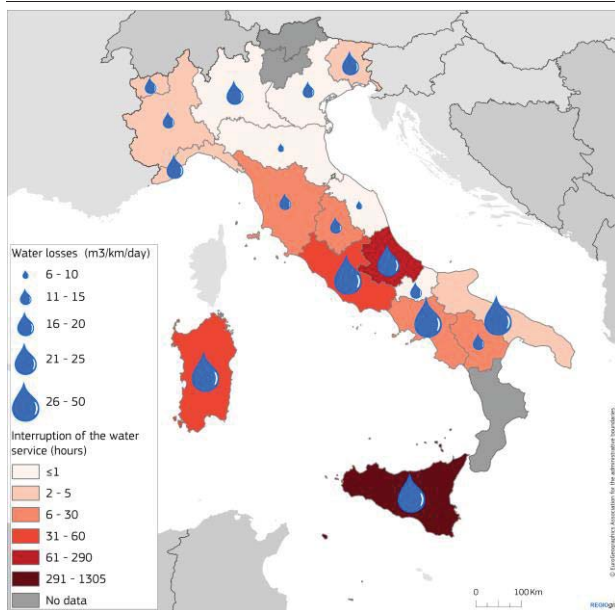 Water losses (m3/km/day)
6 - 10
11 - 15
16 - 20
21 - 25
26 - 50
Interruption of the water
service (hours)
≤1
2 - 5
6 - 30
31 - 60
61 - 290
291 - 1305
No data
0 100 Km
© EuroGeographics Association for the administrative boundaries